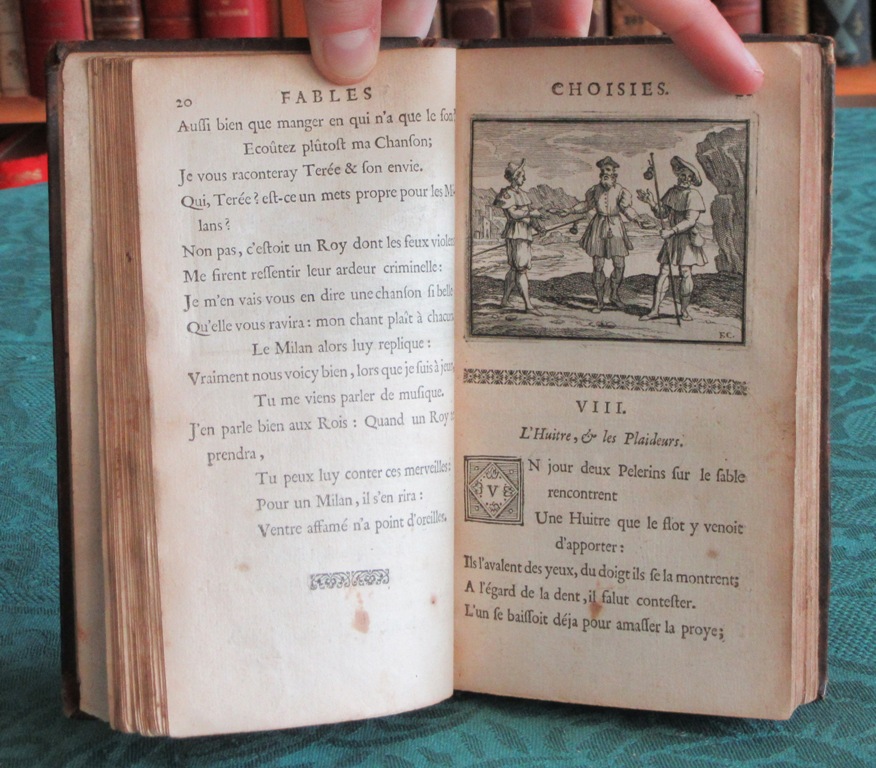 20 FABLES
Auſſi bien que manger en qui n'a que le ſon?
Ecoûtez plûtoſt ma Chanſon;
Je vous raconteray Terée & ſon envie.
Qui, Terée? eſt-ce un mets propre pour les Mi-
lans?
Non pas, c'eſtoit un Roy dont les feux violens
Me firent reſſentir leur ardeur criminelle:
Je m'en vais vous en dire une chanſon ſi belle
Qu'elle vous ravira: mon chant plaît à chacun.
Le Milan alors luy replique:
Vraiment nous voicy bien, lors que je ſuis à jeun,
Tu me viens parler de muſique.
J'en parle bien aux Rois: Quand un Roy te
prendra,
Tu peux luy conter ces merveilles:
Pour un Milan, il s'en rira:
Ventre affamé n'a point d'oreilles.
CHOISIES.
F.C.
VIII.
L'Huitre, & les Plaideurs.
VN jour deux Pelerins ſur le ſable
rencontrent
Une Huitre que le flot y venoit
d'apporter:
Ils l'avalent des yeux, du doigt ils ſe la montrent;
A l'égard de la dent, il falut conteſter.
L'un ſe baiſſoit déja pour amaſſer la proye;